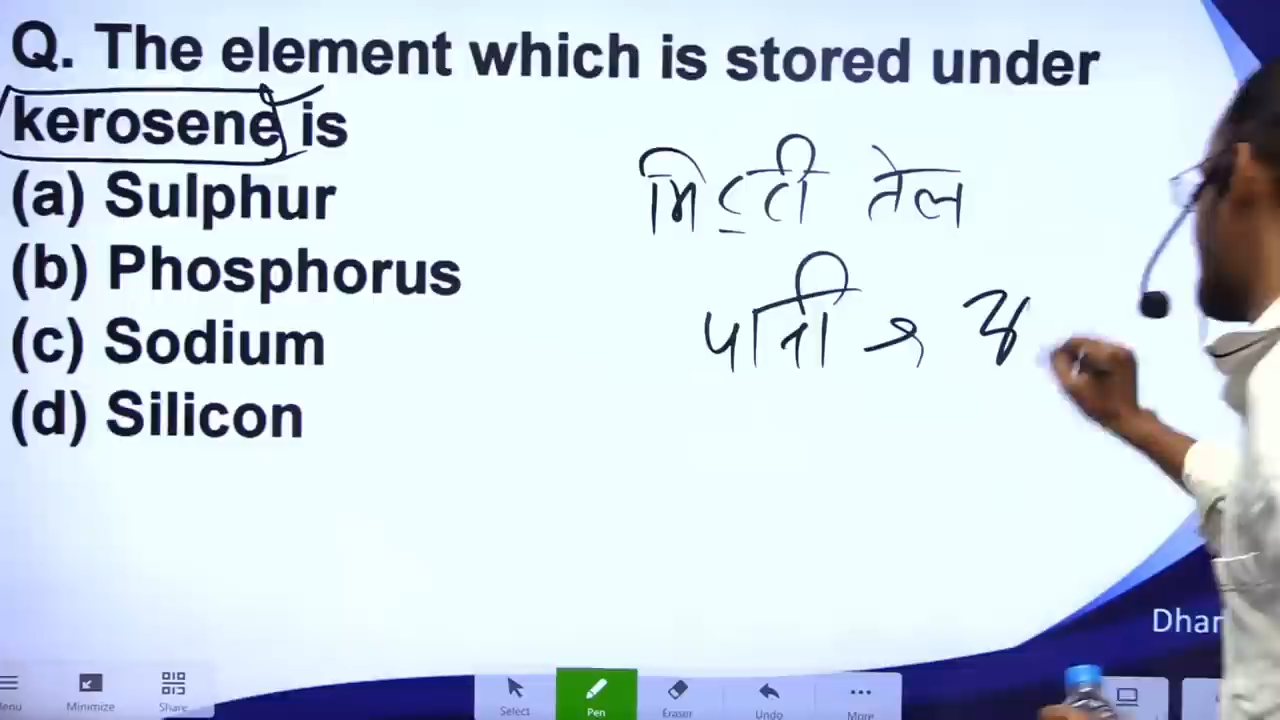 Q. The element which is stored under
kerosene is
(a) Sulphur
(b) Phosphorus
(c) Sodium
(d) Silicon
मिट्टी तेल
पानी
Dhar
Menu
Minimize
Share
Select
Pen
Eraser
Undo
More